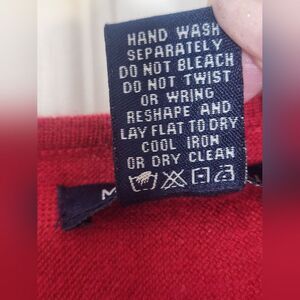 HAND WASH
SEPARATELY
DO NOT BLEACH
DO NOT TWIST
OR WRING
RESHAPE AND
LAY FLAT TO DRY
COOL IRON
OR DRY CLEAN
M